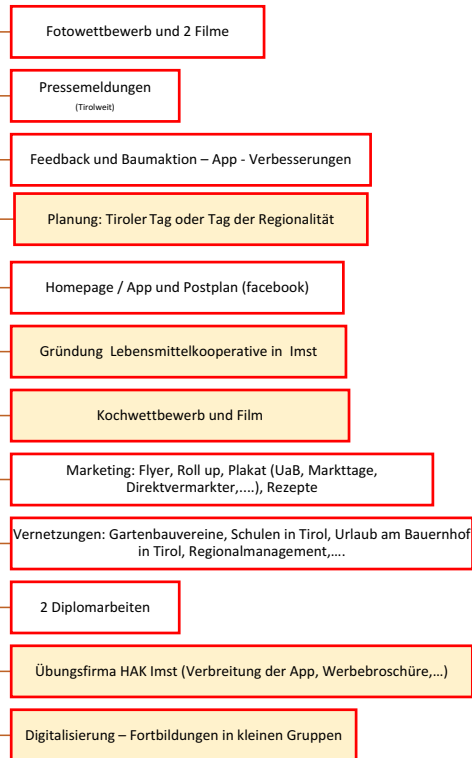 Fotowettbewerb und 2 Filme
Pressemeldungen
(Tirolweit)
Feedback und Baumaktion – App - Verbesserungen
Planung: Tiroler Tag oder Tag der Regionalität
Homepage / App und Postplan (facebook)
Gründung Lebensmittelkooperative in Imst
Kochwettbewerb und Film
Marketing: Flyer, Roll up, Plakat (UaB, Markttage,
Direktvermarkter,....), Rezepte
Vernetzungen: Gartenbauvereine, Schulen in Tirol, Urlaub am Bauernhof
in Tirol, Regionalmanagement,....
2 Diplomarbeiten
Übungsfirma HAK Imst (Verbreitung der App, Werbebroschüre,...)
Digitalisierung – Fortbildungen in kleinen Gruppen